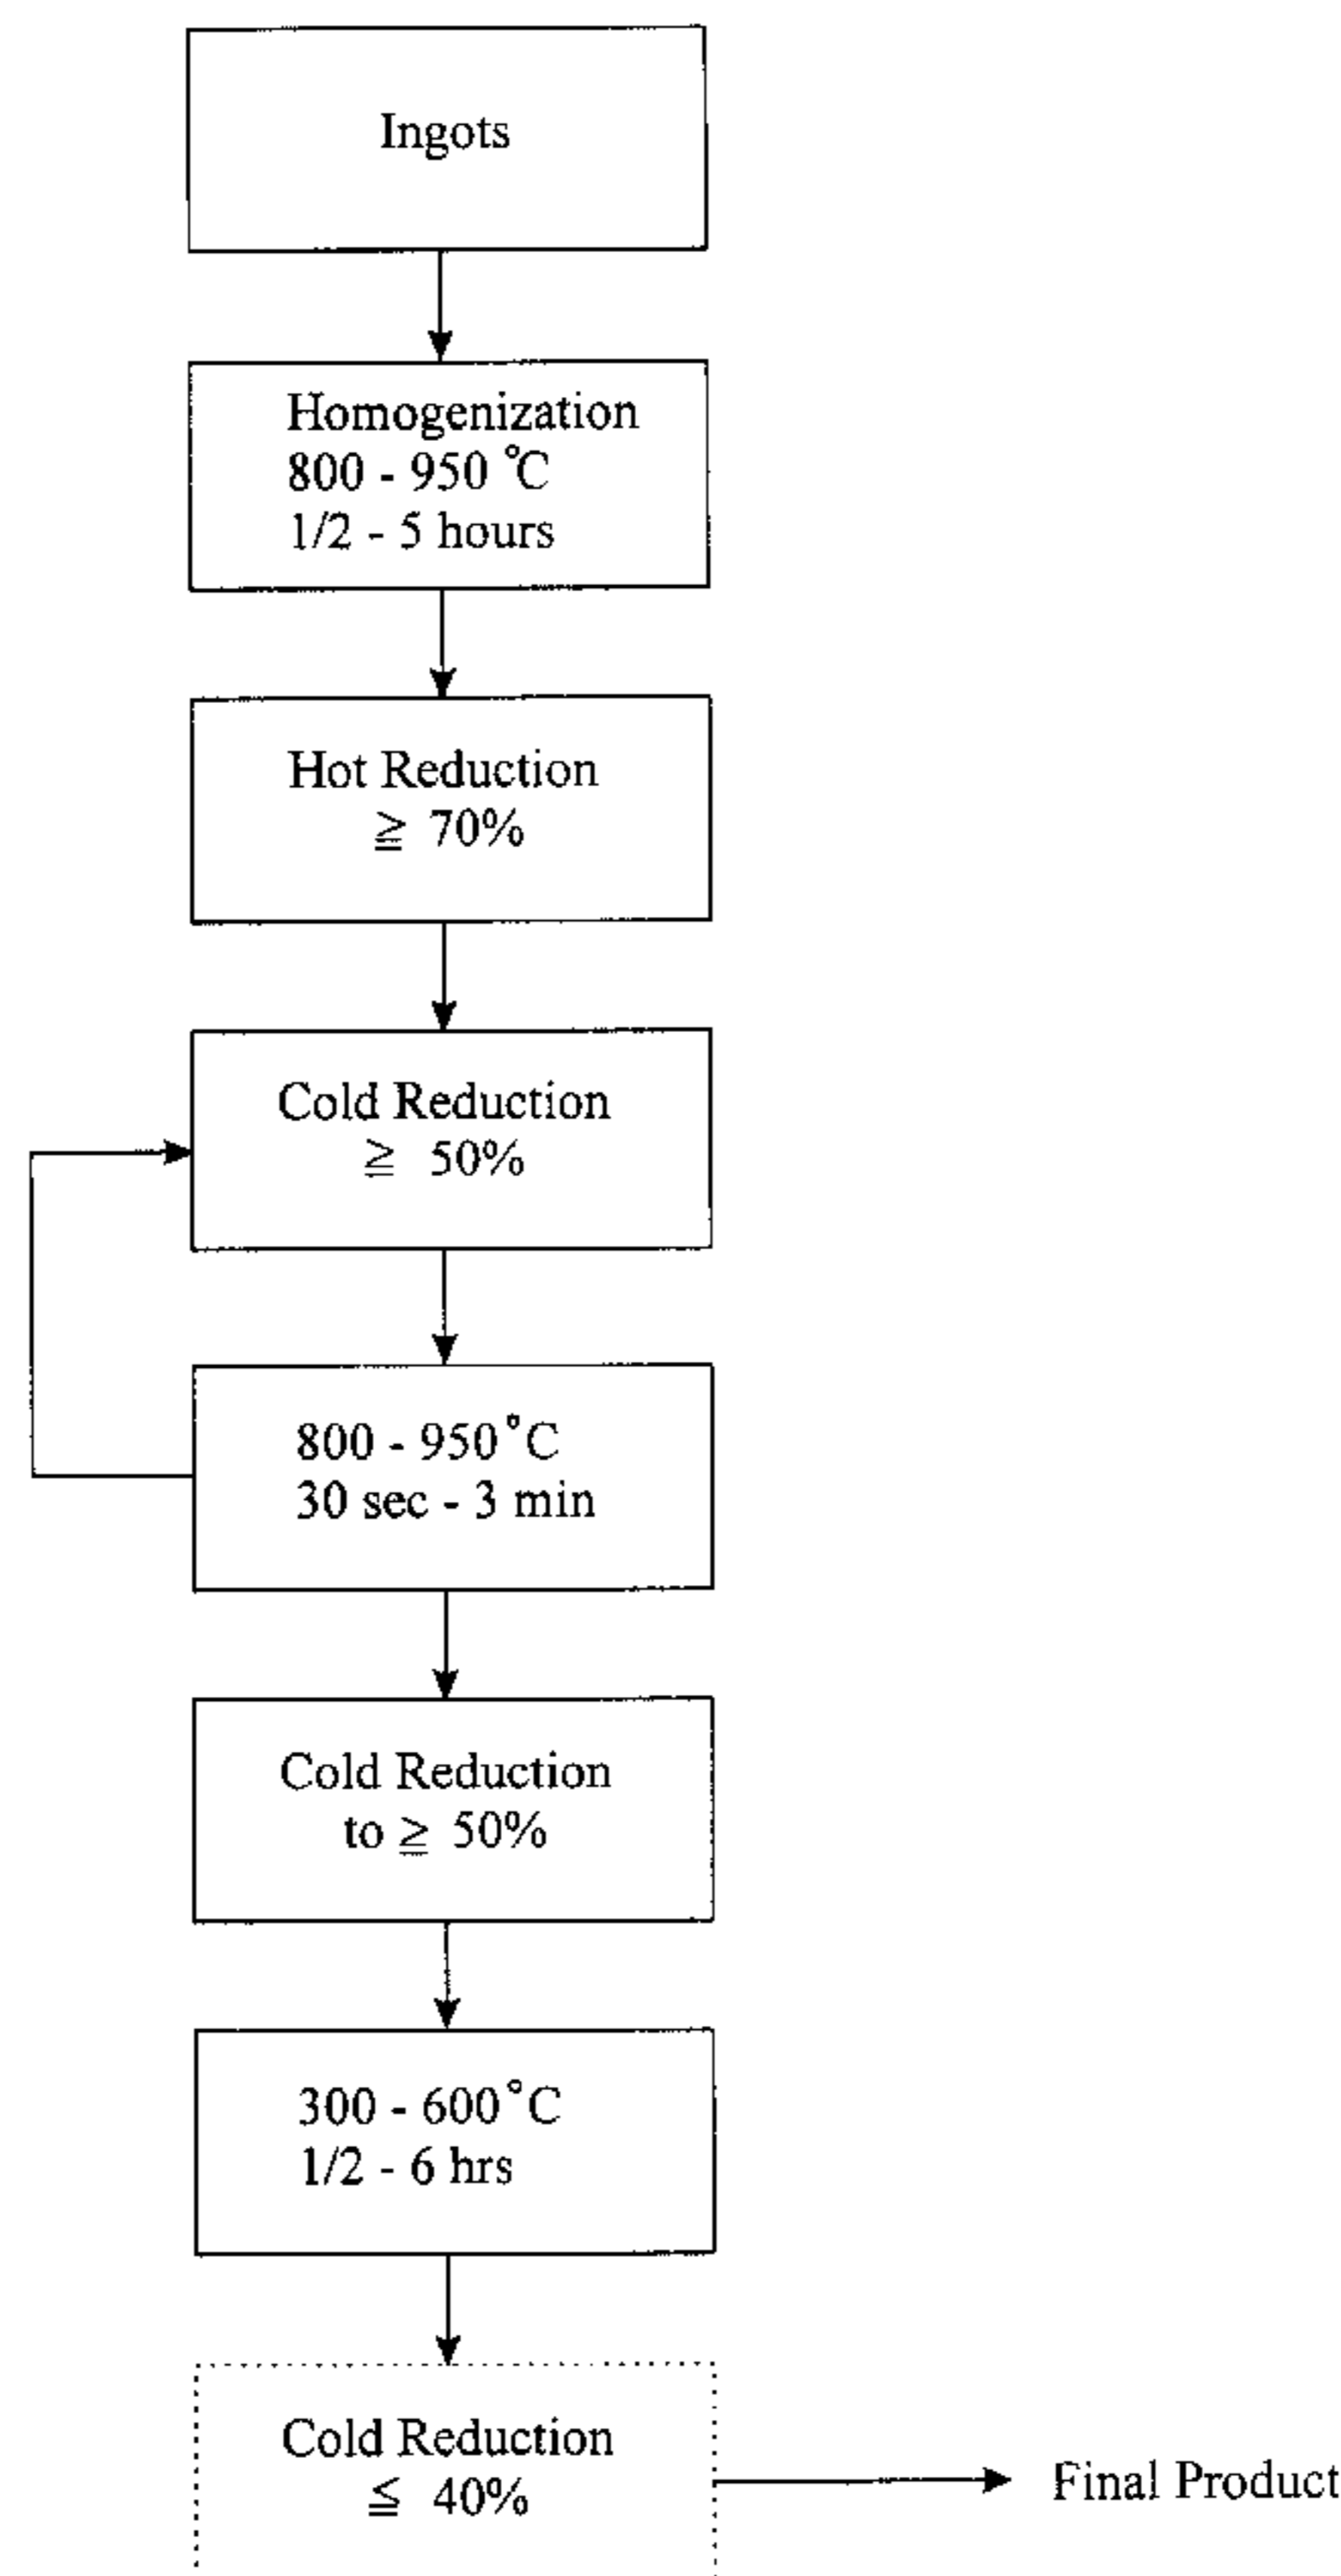 Ingots
Homogenization
800 - 950 °C
1/2 - 5 hours
Hot Reduction
≧ 70%
Cold Reduction
≧ 50%
800 - 950°C
30 sec - 3 min
Cold Reduction
to ≧ 50%
300 - 600°C
1/2 - 6 hrs
Cold Reduction
≦ 40%
Final Product